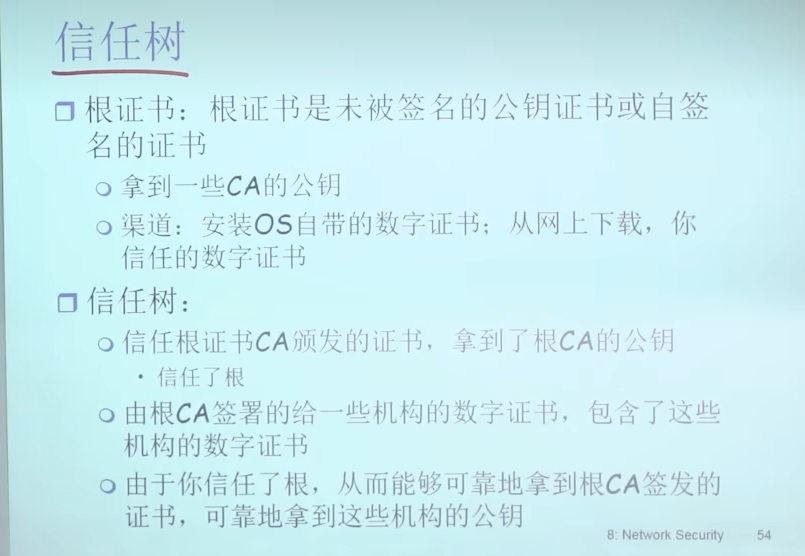 信任树
根证书：根证书是未被签名的公钥证书或自签
名的证书
拿到一些CA的公钥
渠道：安装OS自带的数字证书；从网上下载，你
信任的数字证书
信任树：
信任根证书CA颁发的证书，拿到了根CA的公钥
• 信任了根
由根CA签署的给一些机构的数字证书，包含了这些
机构的数字证书
由于你信任了根，从而能够可靠地拿到根CA签发的
证书，可靠地拿到这些机构的公钥
8: Network Security 54